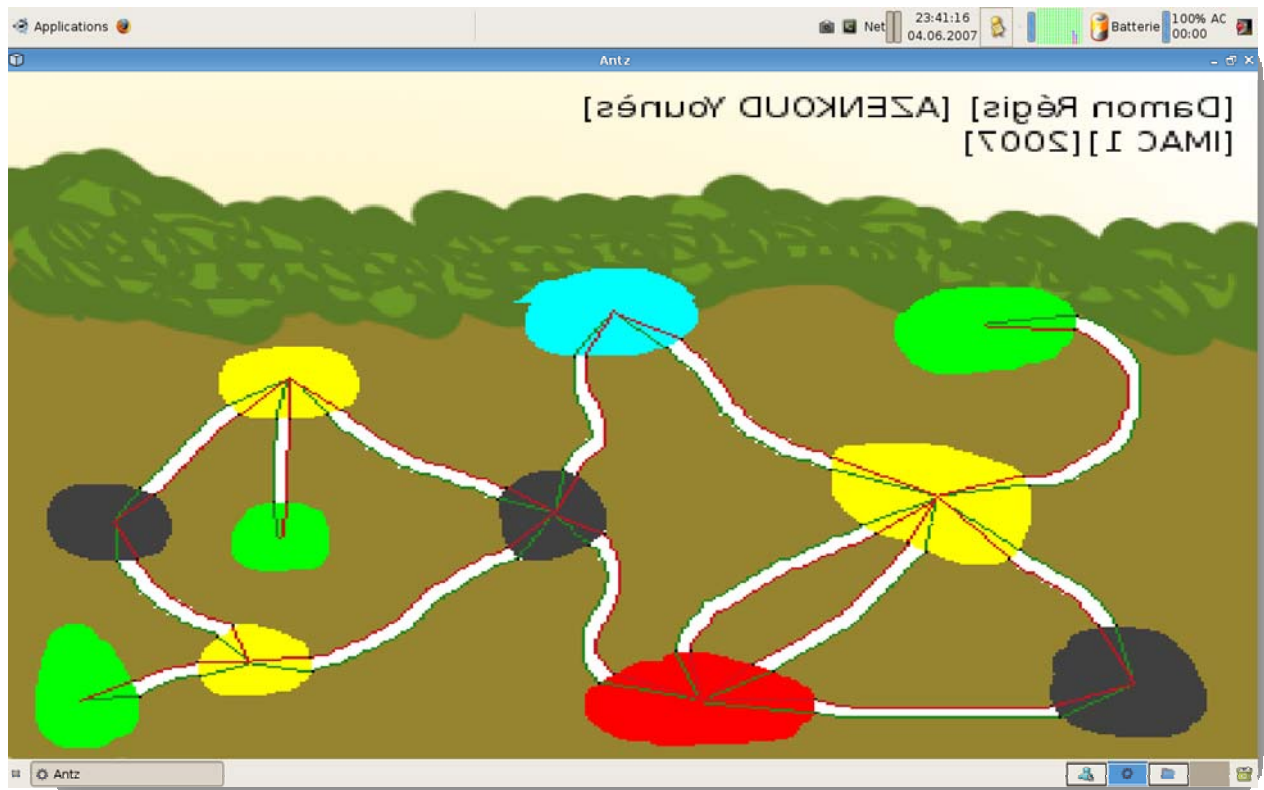 Applications
Net
23:41:16
04.06.2007
Batterie
100% AC
00:00
Antz
[Damon Régis] [AZENKOUD Younès]
[IMAC 1][2007]
Antz